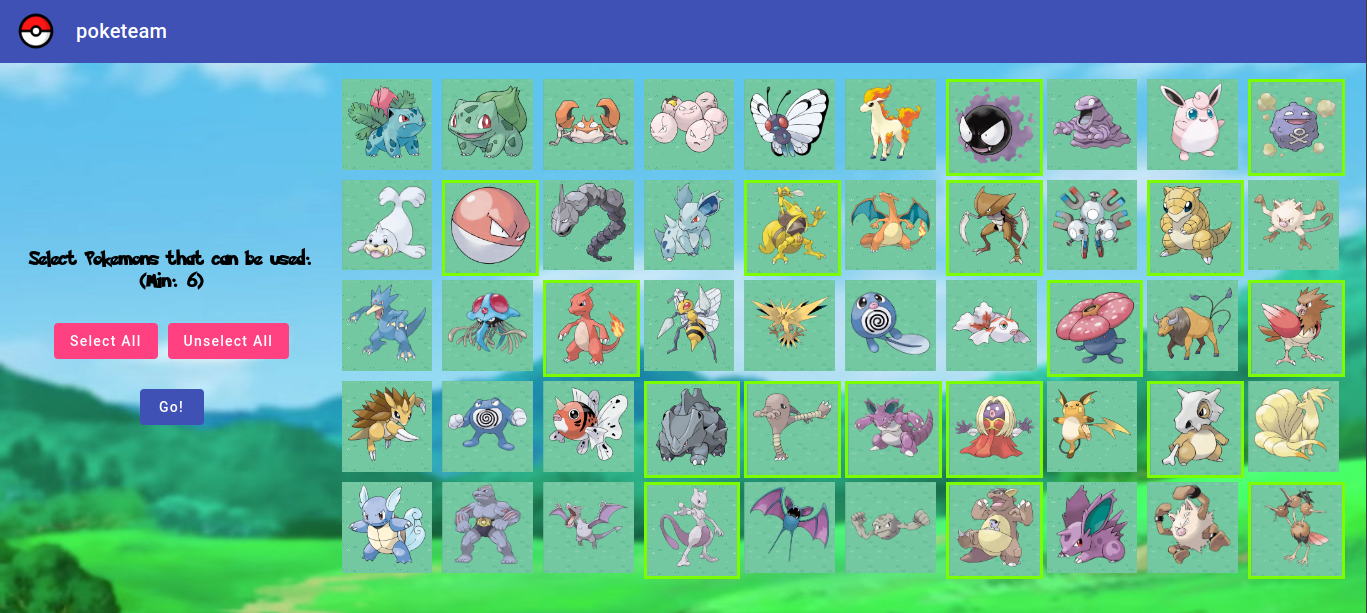 poketeam
Select Pokemons that can be used:
(Min: 6)
Select All
Unselect All
Go!